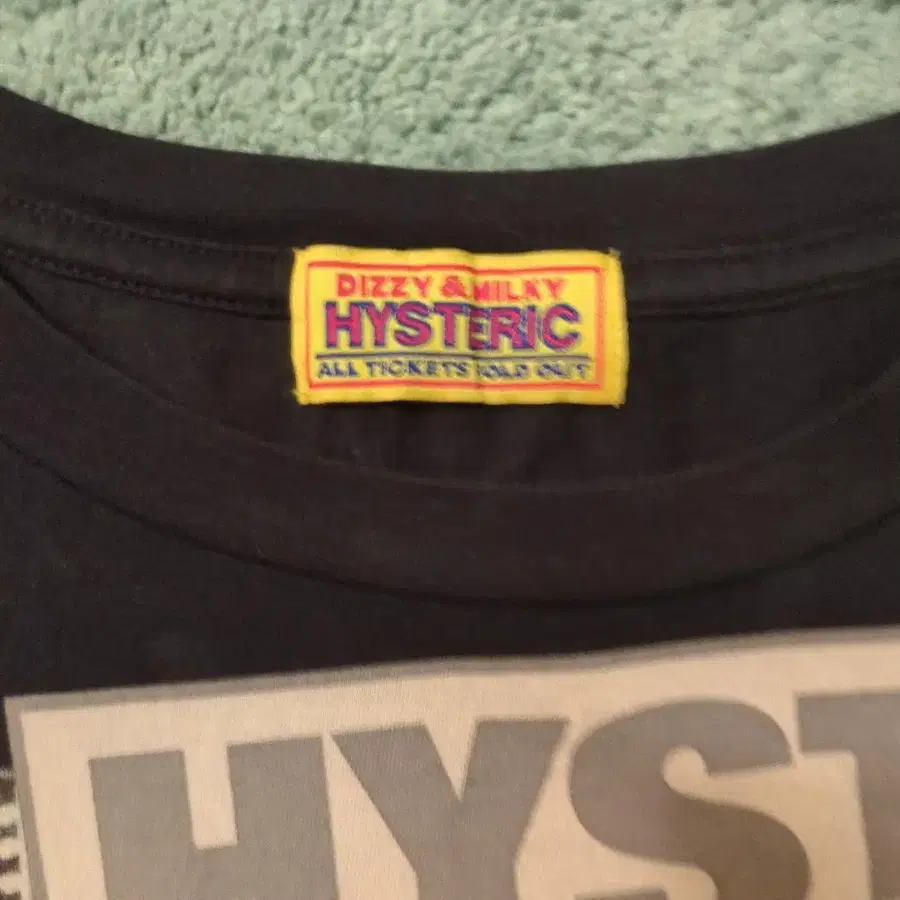 DIZZY & MILKY
HYSTERIC
ALL TICKETS SOLD OUT
HYST